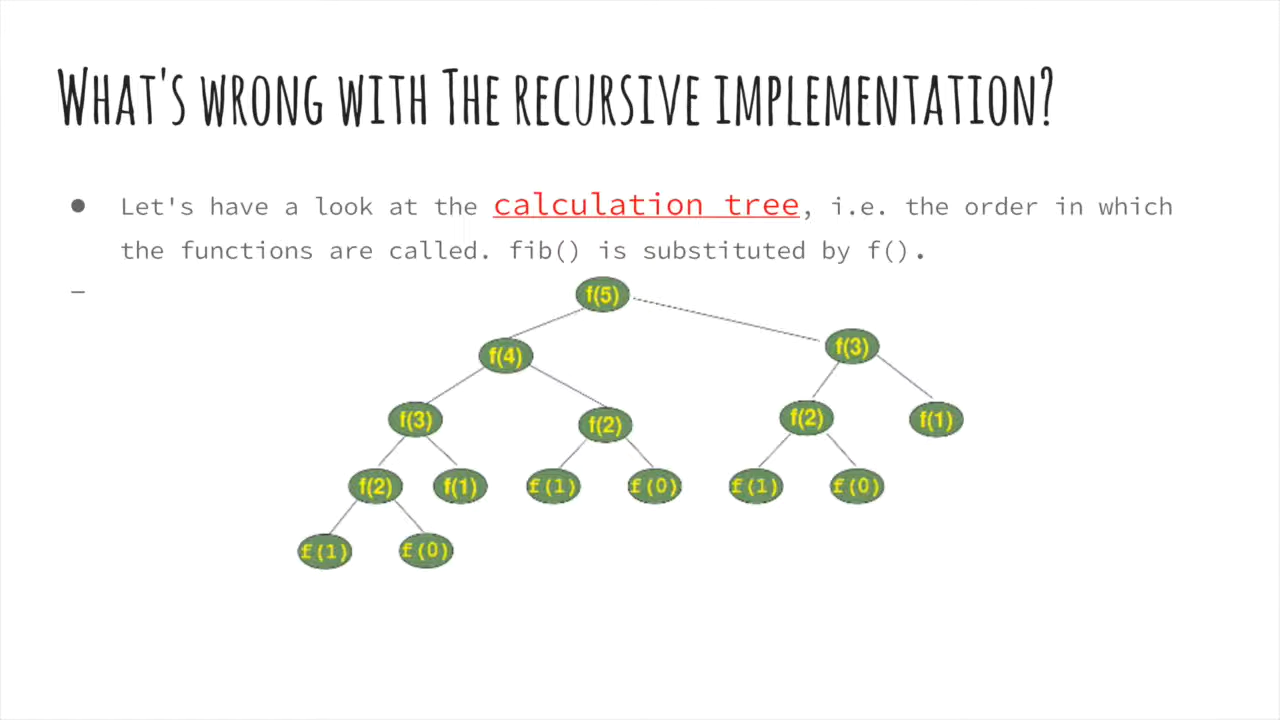 What's wrong with The recursive implementation?
● Let's have a look at the calculation tree, i.e. the order in which
the functions are called. fib() is substituted by f().
–
f(5)
f(4) f(3)
f(3) f(2) f(2) f(1)
f(2) f(1) f(1) f(0) f(1) f(0)
f(1) f(0)